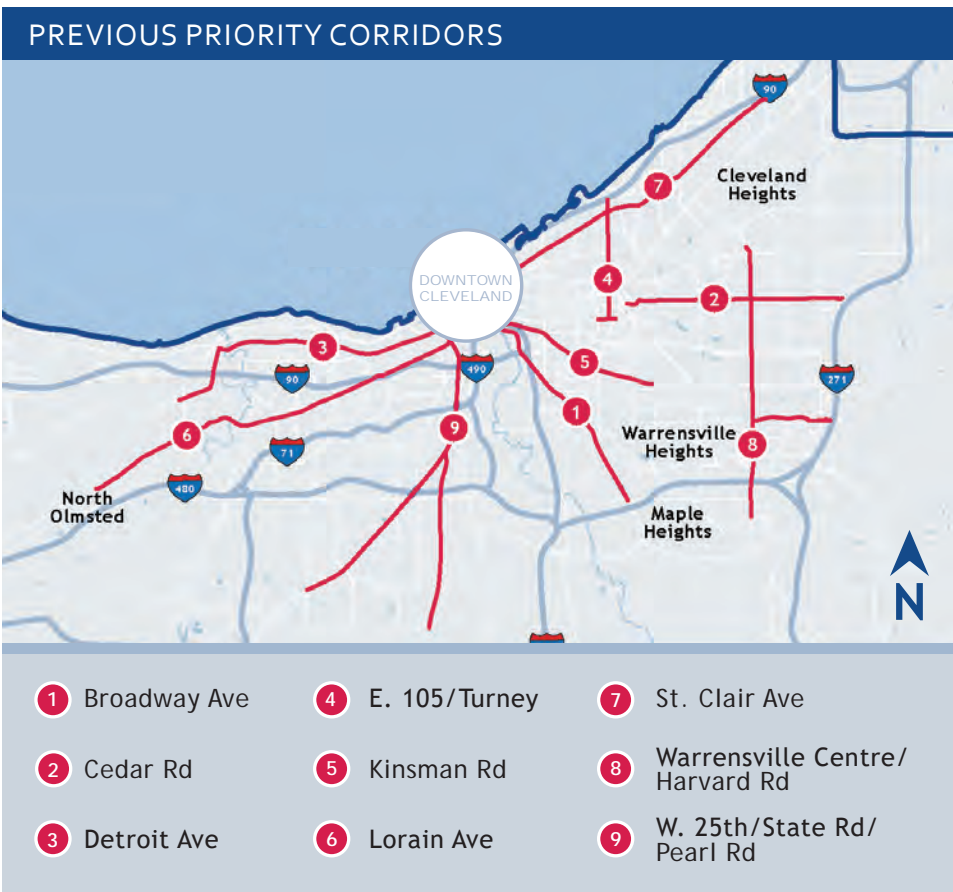 PREVIOUS PRIORITY CORRIDORS
90
Cleveland
Heights
7
DOWNTOWN
CLEVELAND
4
2
3
90
490
5
271
1
6
9
Warrensville
Heights
8
71
480
North
Olmsted
Maple
Heights
N
1 Broadway Ave
4 E. 105/Turney
7 St. Clair Ave
2 Cedar Rd
5 Kinsman Rd
8 Warrensville Centre/
Harvard Rd
3 Detroit Ave
6 Lorain Ave
9 W. 25th/State Rd/
Pearl Rd